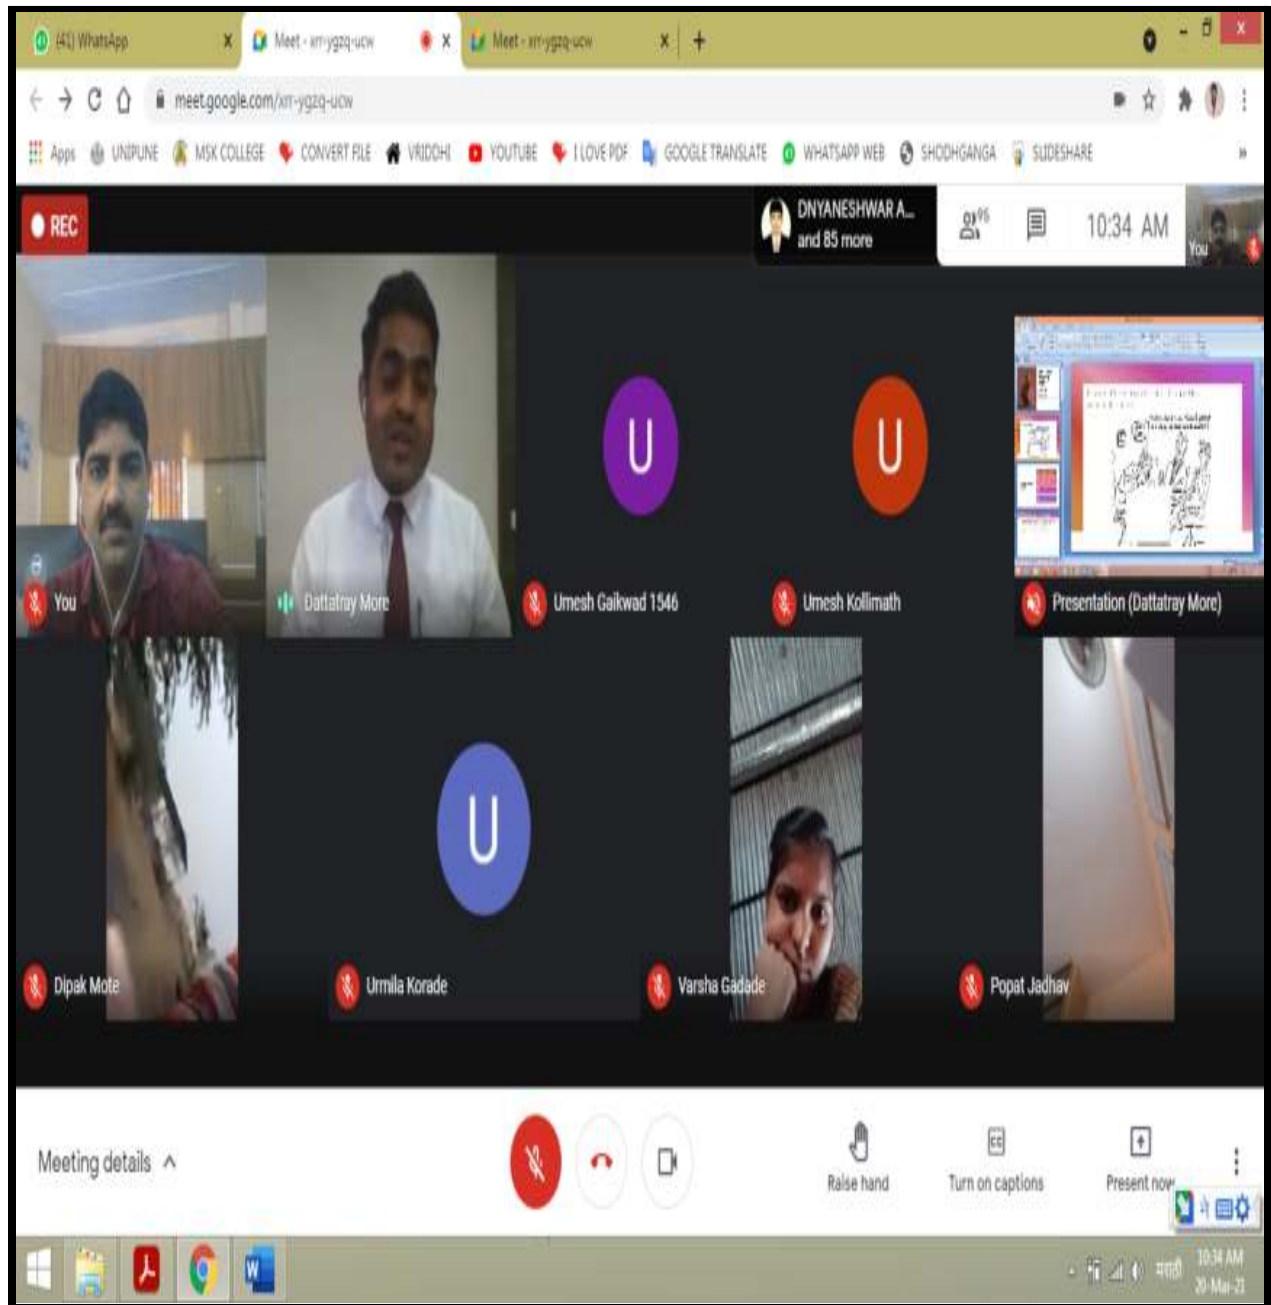 (41) WhatsApp
Meet - xrr-ygzq-ucw
Meet - xrr-ygzq-ucw
meet.google.com/xrr-ygzq-ucw
Apps UNIPUNE MSK COLLEGE CONVERT FILE VRIDDHI YOUTUBE I LOVE PDF GOOGLE TRANSLATE WHATSAPP WEB SHODHGANGA SLIDESHARE »
REC
DNYANESHWAR A...
and 85 more
95
10:34 AM
You
You
Dattatray More
U
Umesh Gaikwad 1546
U
Umesh Kollimath
Presentation (Dattatray More)
Dipak Mote
U
Urmila Korade
Varsha Gadade
Popat Jadhav
Meeting details
Raise hand
CC
Turn on captions
Present now
W
मराठी
10:34 AM
20-Mar-21